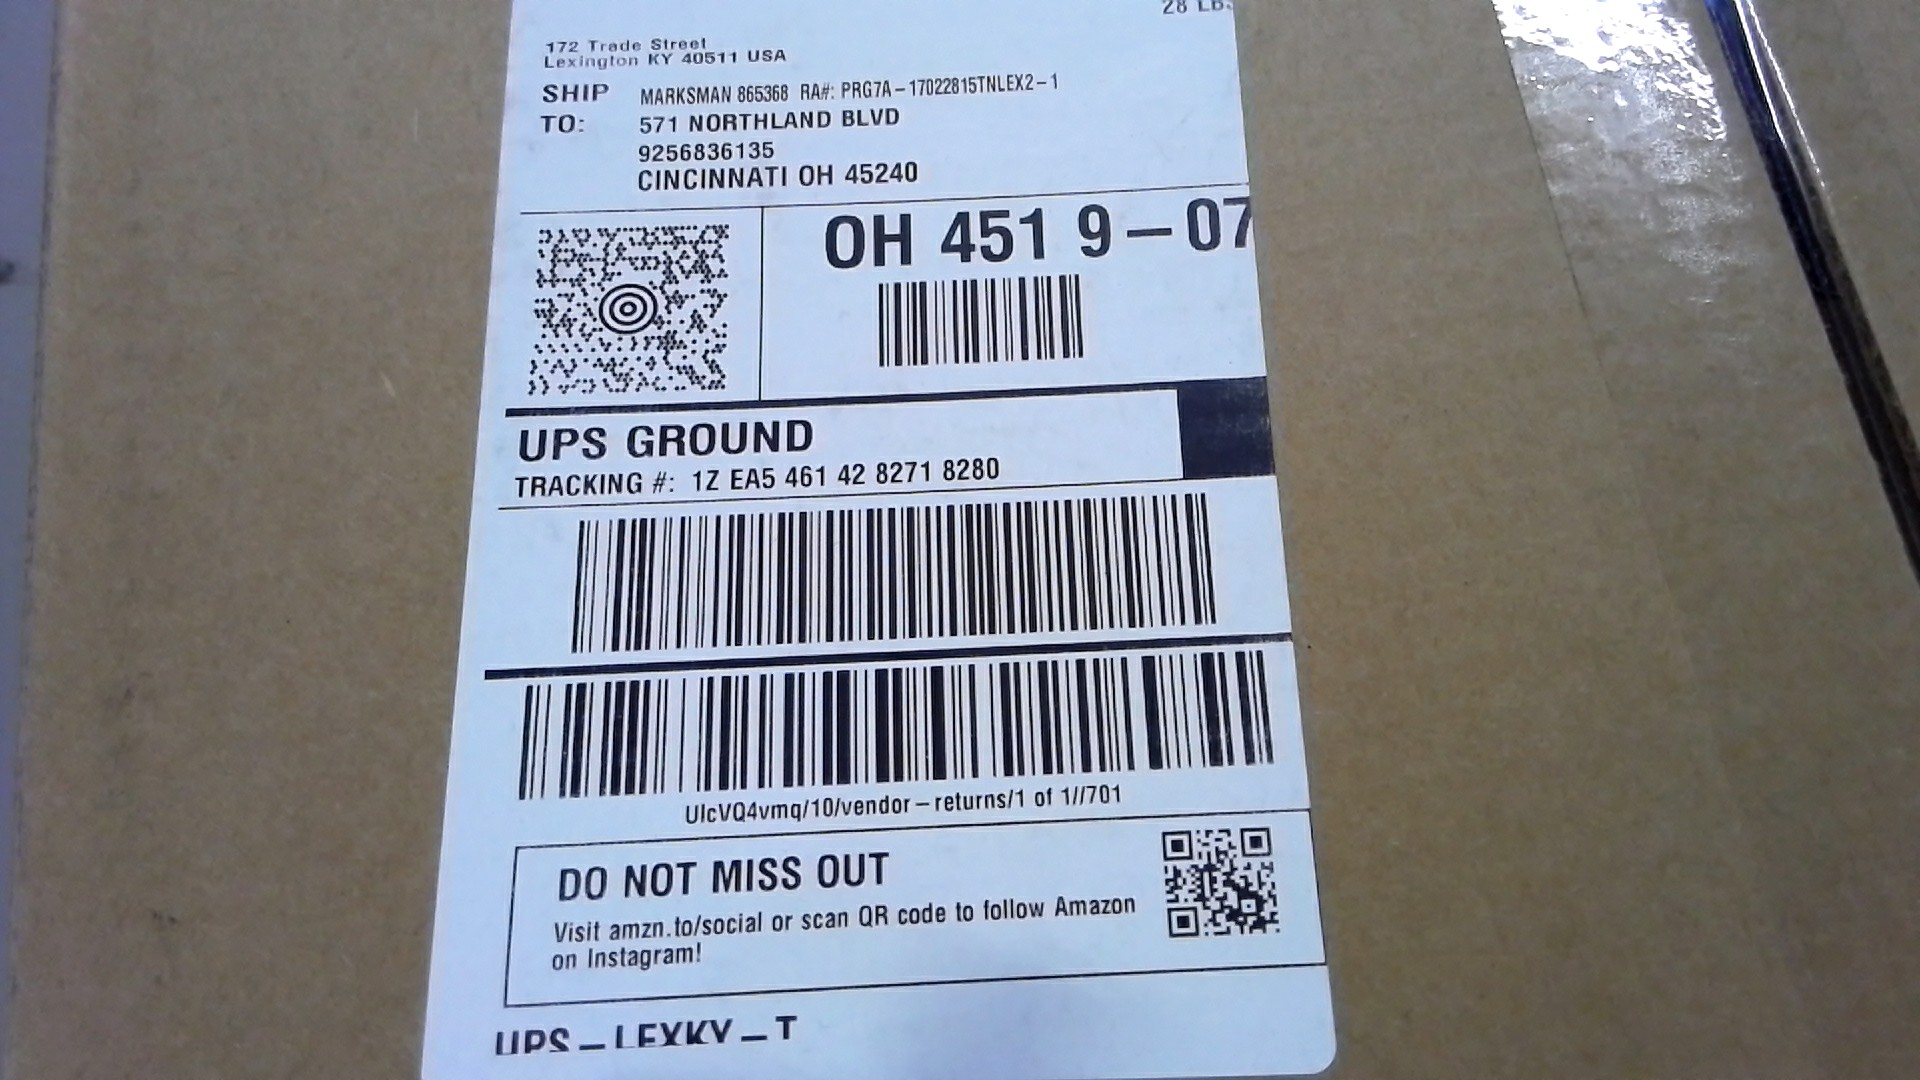 28 LBS
172 Trade Street
Lexington KY 40511 USA
SHIP TO:
MARKSMAN 865368 RA#: PRG7A-17022815TNLEX2-1
571 NORTHLAND BLVD
9256836135
CINCINNATI OH 45240
OH 451 9-07
UPS GROUND
TRACKING #: 1Z EA5 461 42 8271 8280
UIcVQ4vmq/10/vendor-returns/1 of 1//701
DO NOT MISS OUT
Visit amzn.to/social or scan QR code to follow Amazon
on Instagram!
UPS-LEXKY-T